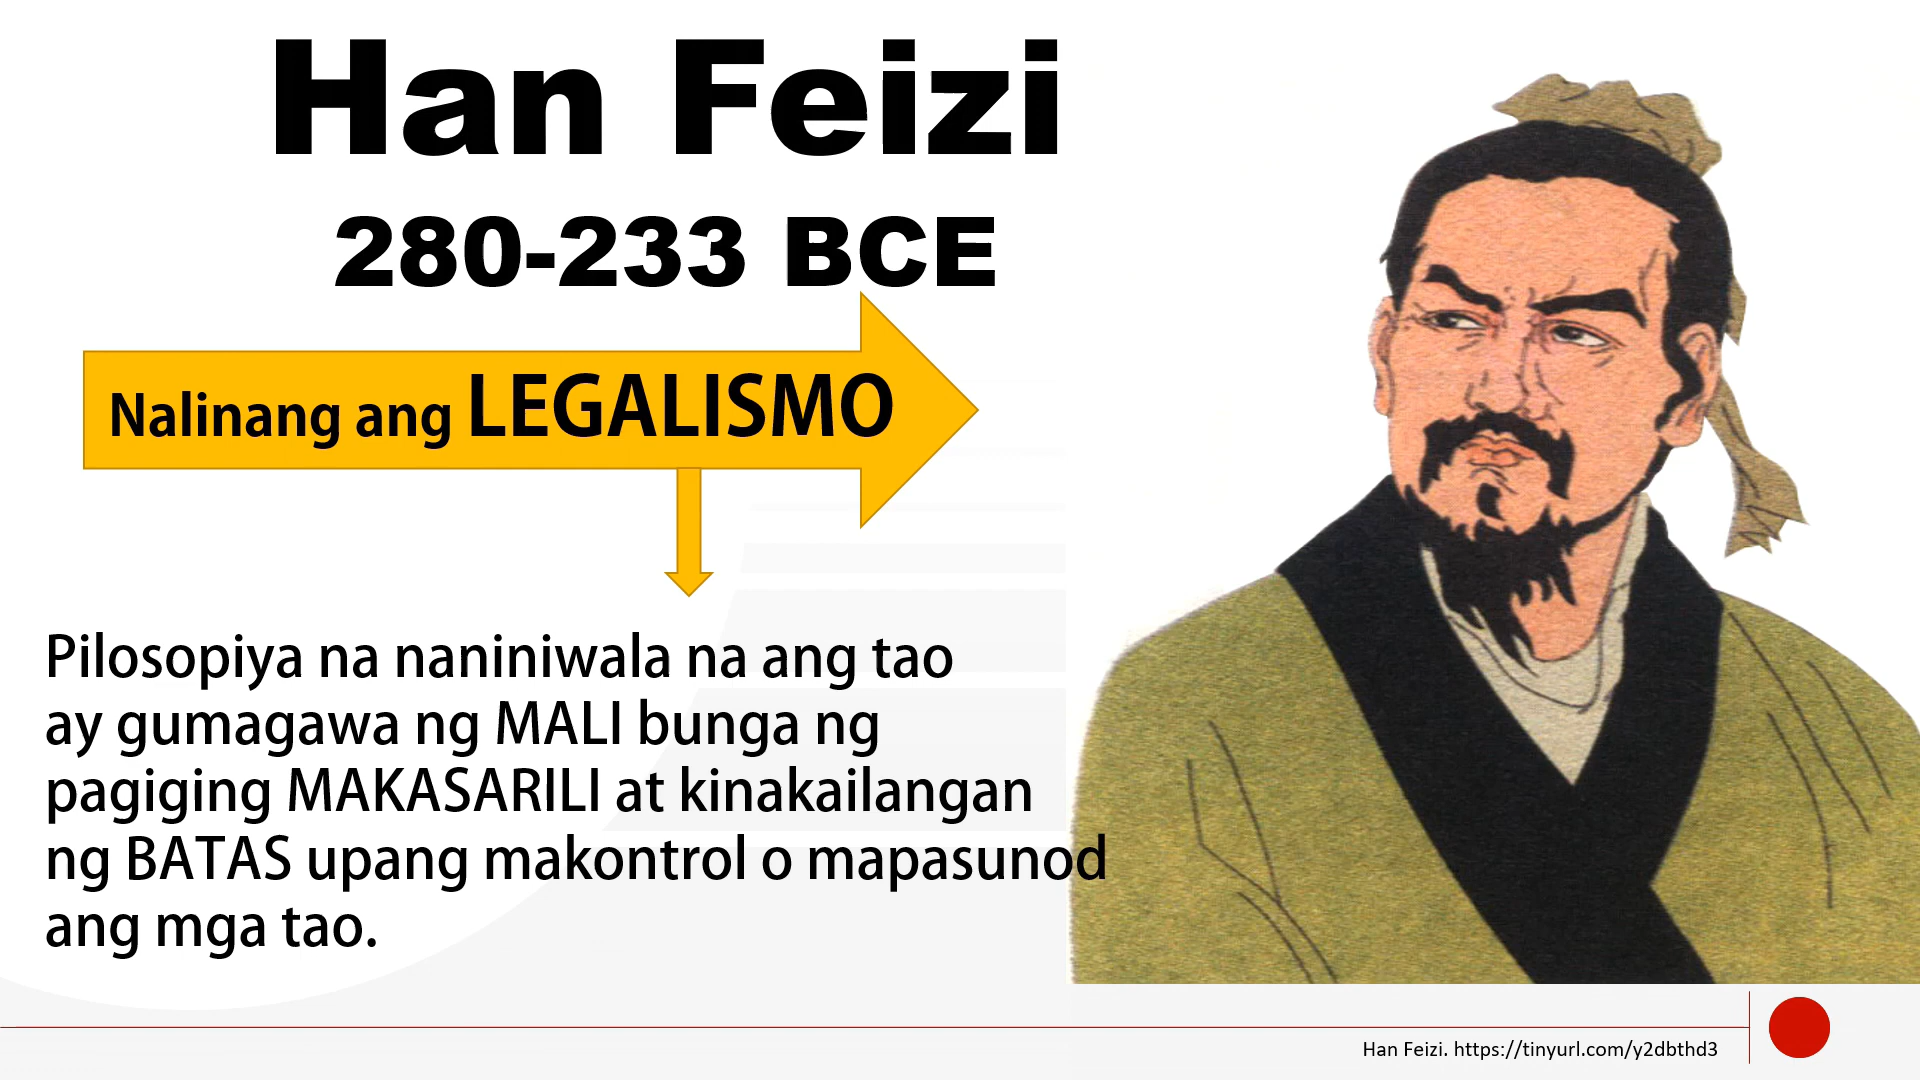 Han Feizi
280-233 BCE
Nalinang ang LEGALISMO
Pilosopiya na naniniwala na ang tao
ay gumagawa ng MALI bunga ng
pagiging MAKASARILI at kinakailangan
ng BATAS upang makontrol o mapasunod
ang mga tao.
Han Feizi. https://tinyurl.com/y2dbthd3